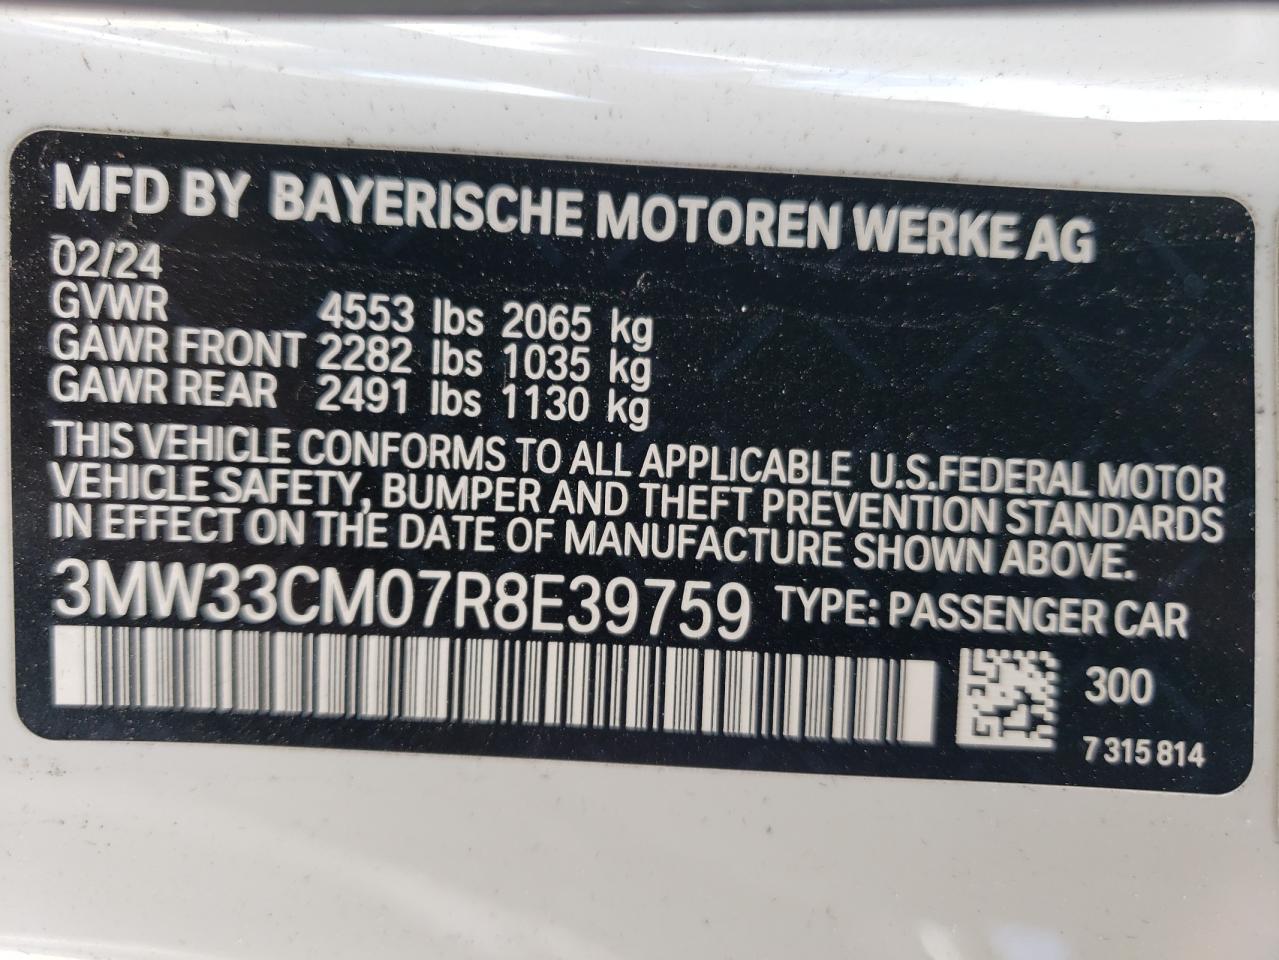 MFD BY BAYERISCHE MOTOREN WERKE AG
02/24
GVWR 4553 lbs 2065 kg
GAWR FRONT 2282 lbs 1035 kg
GAWR REAR 2491 lbs 1130 kg
THIS VEHICLE CONFORMS TO ALL APPLICABLE U.S.FEDERAL MOTOR
VEHICLE SAFETY, BUMPER AND THEFT PREVENTION STANDARDS
IN EFFECT ON THE DATE OF MANUFACTURE SHOWN ABOVE.
3MW33CM07R8E39759 TYPE: PASSENGER CAR
300
7 315 814